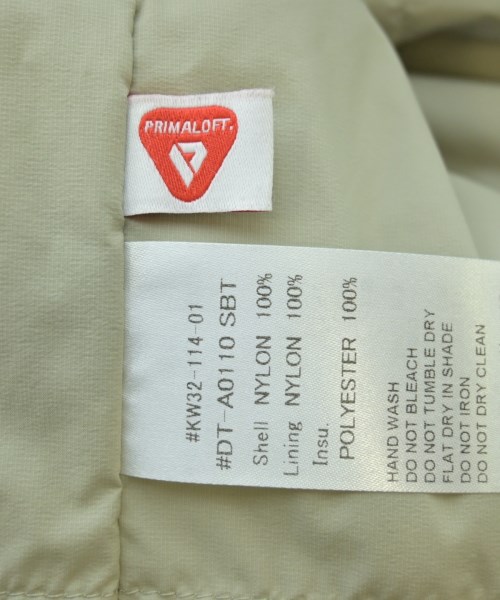 PRIMALOFT.
#KW32-114-01
#DT-A0110 SBT
Shell NYLON 100%
Lining NYLON 100%
Insu.
POLYESTER 100%
HAND WASH
DO NOT BLEACH
DO NOT TUMBLE DRY
FLAT DRY IN SHADE
DO NOT IRON
DO NOT DRY CLEAN